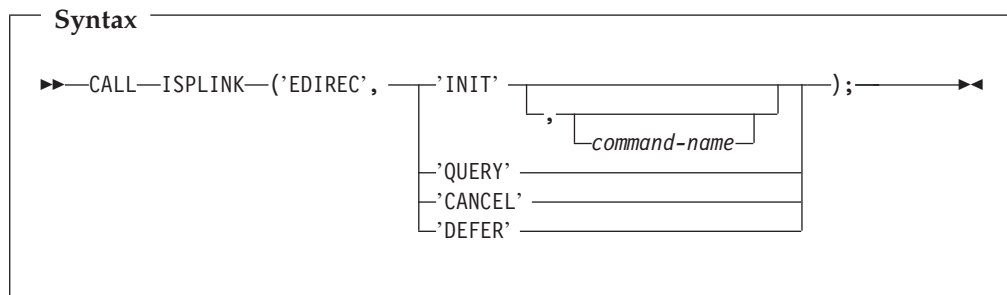 Syntax
►►—CALL—ISPLINK—(’EDIREC’, ’INIT’ );—►◄
,
command-name
’QUERY’
’CANCEL’
’DEFER’